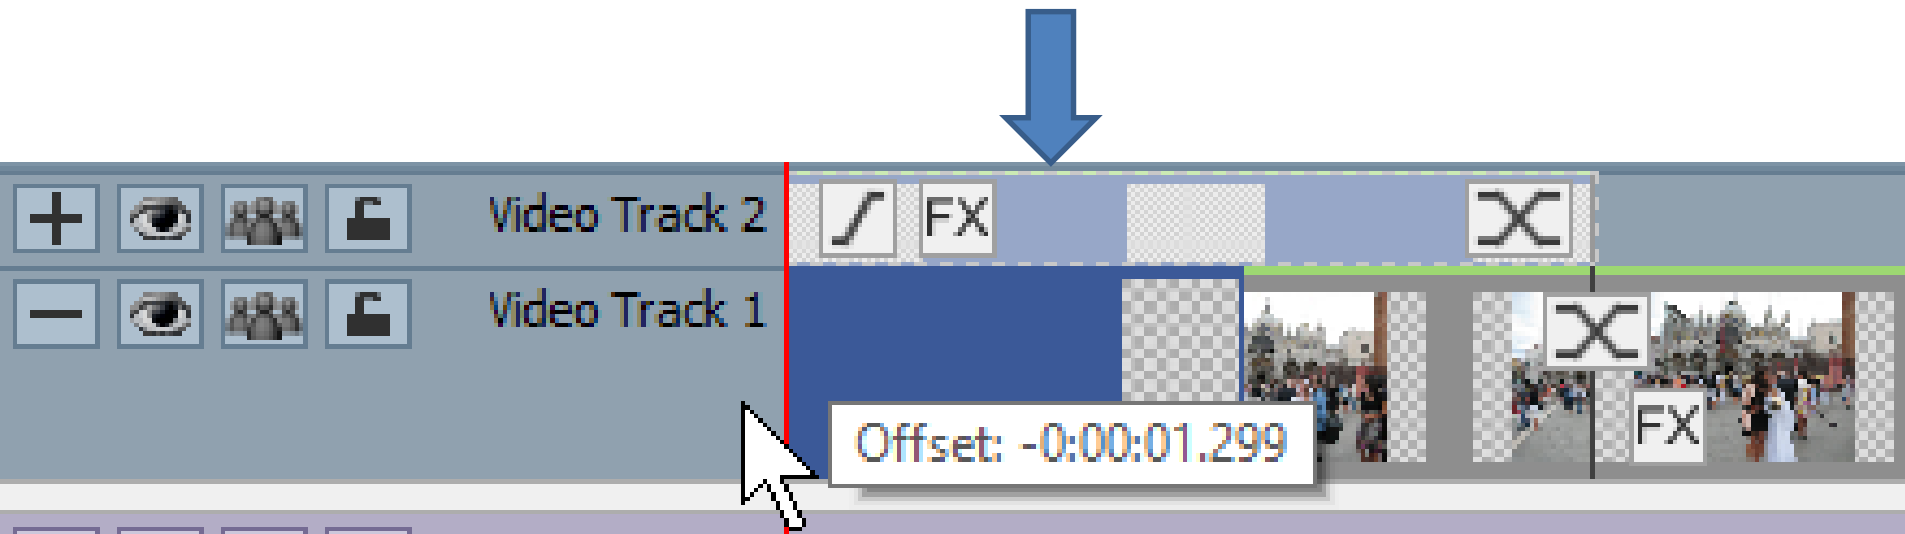 FX
Video Track 2
Video Track 1
Offset: -0:00:01.299
FX